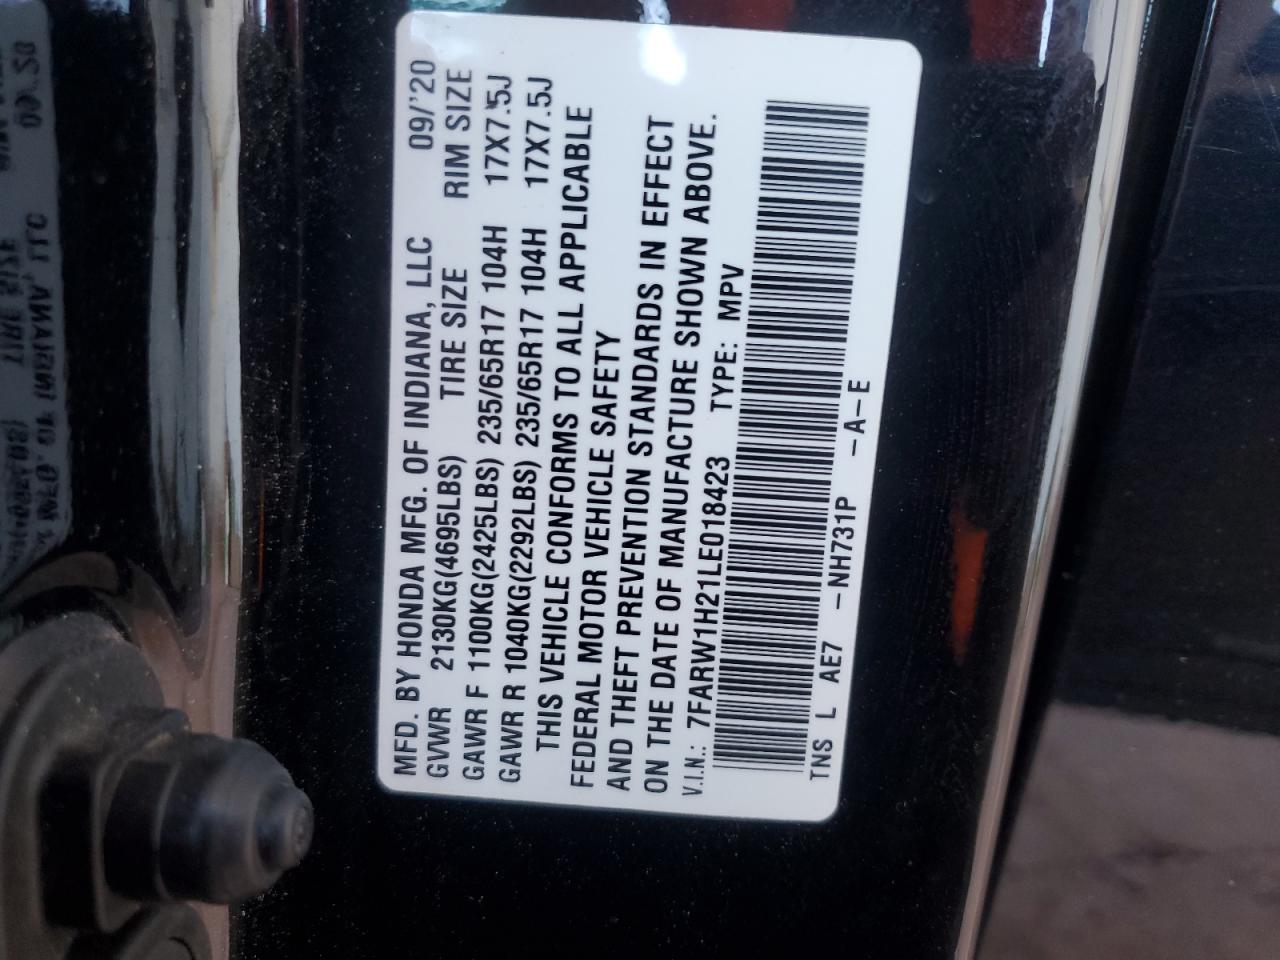 MFD. BY HONDA MFG. OF INDIANA, LLC 09/'20
GVWR 2130KG(4695LBS) TIRE SIZE RIM SIZE
GAWR F 1100KG(2425LBS) 235/65R17 104H 17X7.5J
GAWR R 1040KG(2292LBS) 235/65R17 104H 17X7.5J
THIS VEHICLE CONFORMS TO ALL APPLICABLE
FEDERAL MOTOR VEHICLE SAFETY
AND THEFT PREVENTION STANDARDS IN EFFECT
ON THE DATE OF MANUFACTURE SHOWN ABOVE.
V.I.N.: 7FARW1H21LE018423 TYPE: MPV
TNS L AE7 -NH731P -A-E